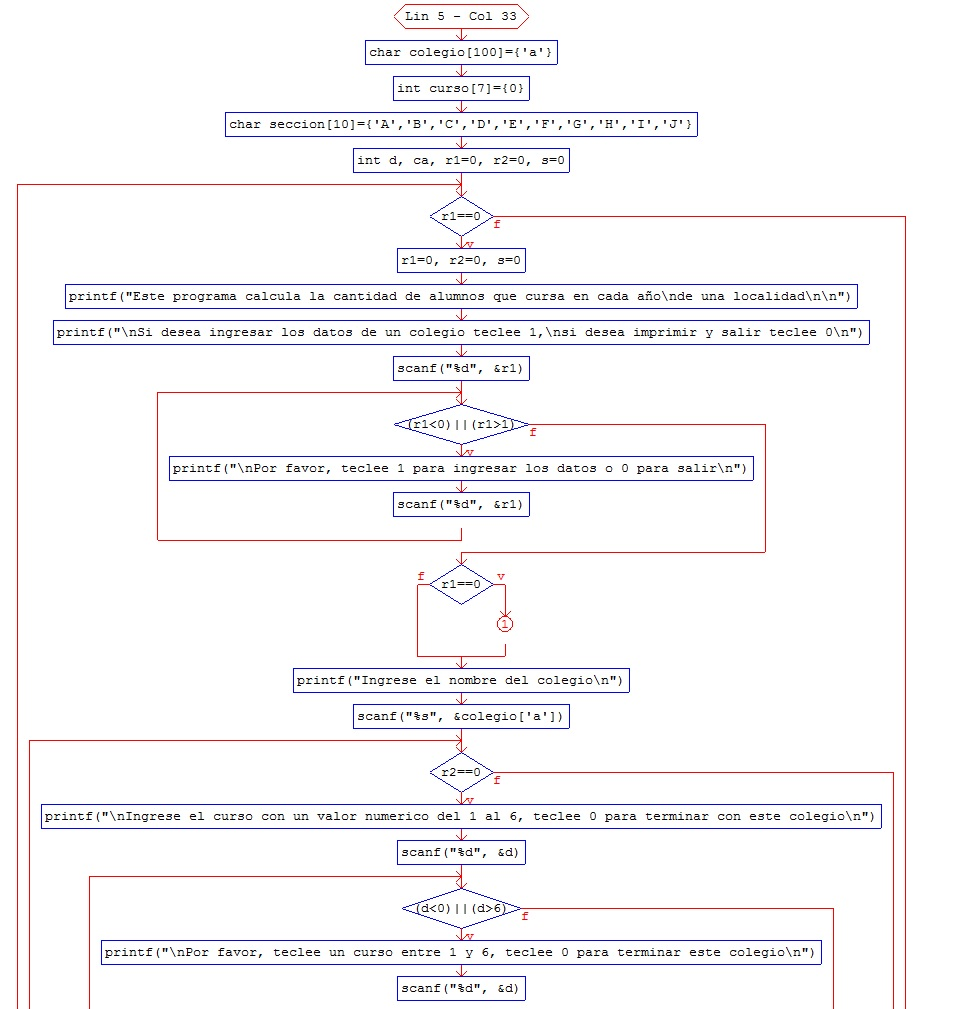 Lin 5 - Col 33
char colegio[100]={'a'}
int curso[7]={0}
char seccion[10]={'A','B','C','D','E','F','G','H','I','J'}
int d, ca, r1=0, r2=0, s=0
r1==0
f
v
r1=0, r2=0, s=0
printf("Este programa calcula la cantidad de alumnos que cursa en cada año\nde una localidad\n\n")
printf("\nSi desea ingresar los datos de un colegio teclee 1,\nsi desea imprimir y salir teclee 0\n")
scanf("%d", &r1)
(r1<0)||(r1>1)
f
v
printf("\nPor favor, teclee 1 para ingresar los datos o 0 para salir\n")
scanf("%d", &r1)
f r1==0 v
1
printf("Ingrese el nombre del colegio\n")
scanf("%s", &colegio['a'])
r2==0
f
v
printf("\nIngrese el curso con un valor numerico del 1 al 6, teclee 0 para terminar con este colegio\n")
scanf("%d", &d)
(d<0)||(d>6)
f
v
printf("\nPor favor, teclee un curso entre 1 y 6, teclee 0 para terminar este colegio\n")
scanf("%d", &d)